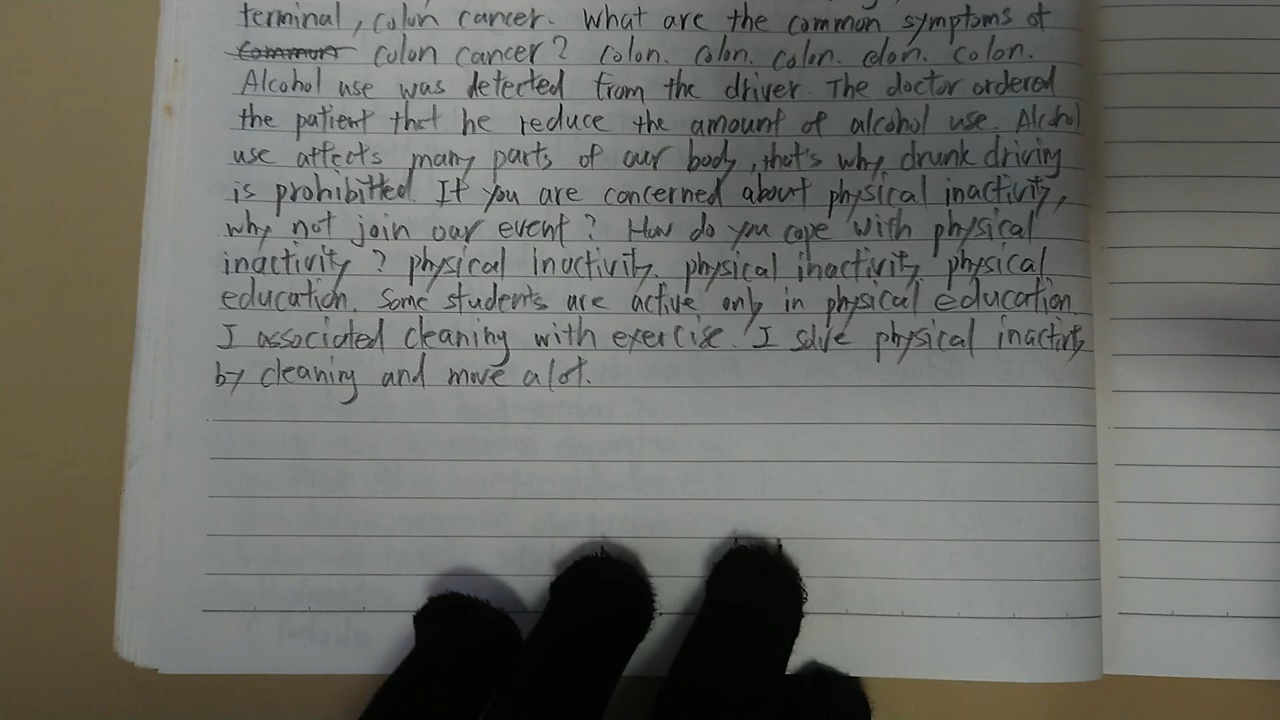 terminal, colon cancer. What are the common symptoms of
common colon cancer? colon. colon. colon. colon. colon.
Alcohol use was detected from the driver. The doctor ordered
the patient that he reduce the amount of alcohol use. Alcohol
use affects many parts of our body, that's why drunk driving
is prohibitted. If you are concerned about physical inactivity,
why not join our event? How do you cope with physical
inactivity? physical inactivity. physical inactivity physical
education. Some students are active only in physical education.
I associated cleaning with exercise. I solve physical inactivity
by cleaning and move a lot.